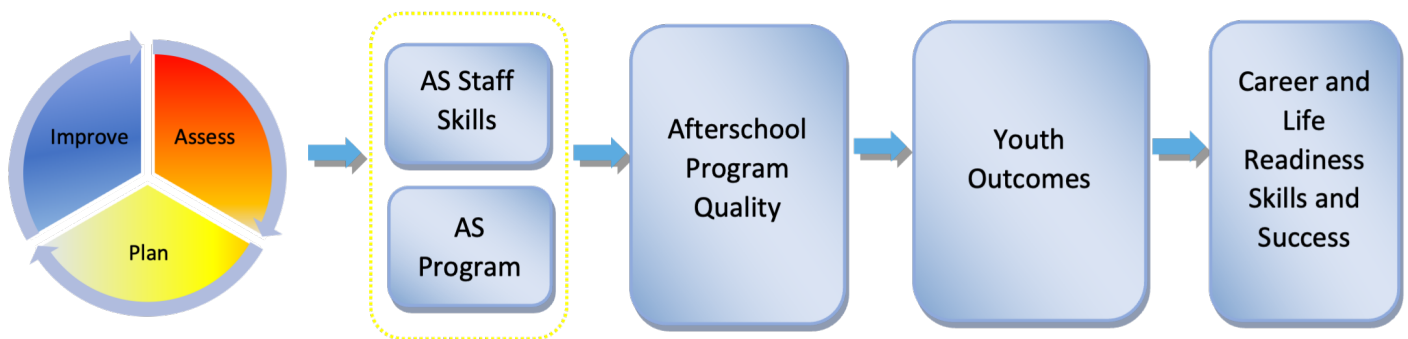 Improve
Assess
Plan
AS Staff
Skills
AS
Program
Afterschool
Program
Quality
Youth
Outcomes
Career and
Life
Readiness
Skills and
Success